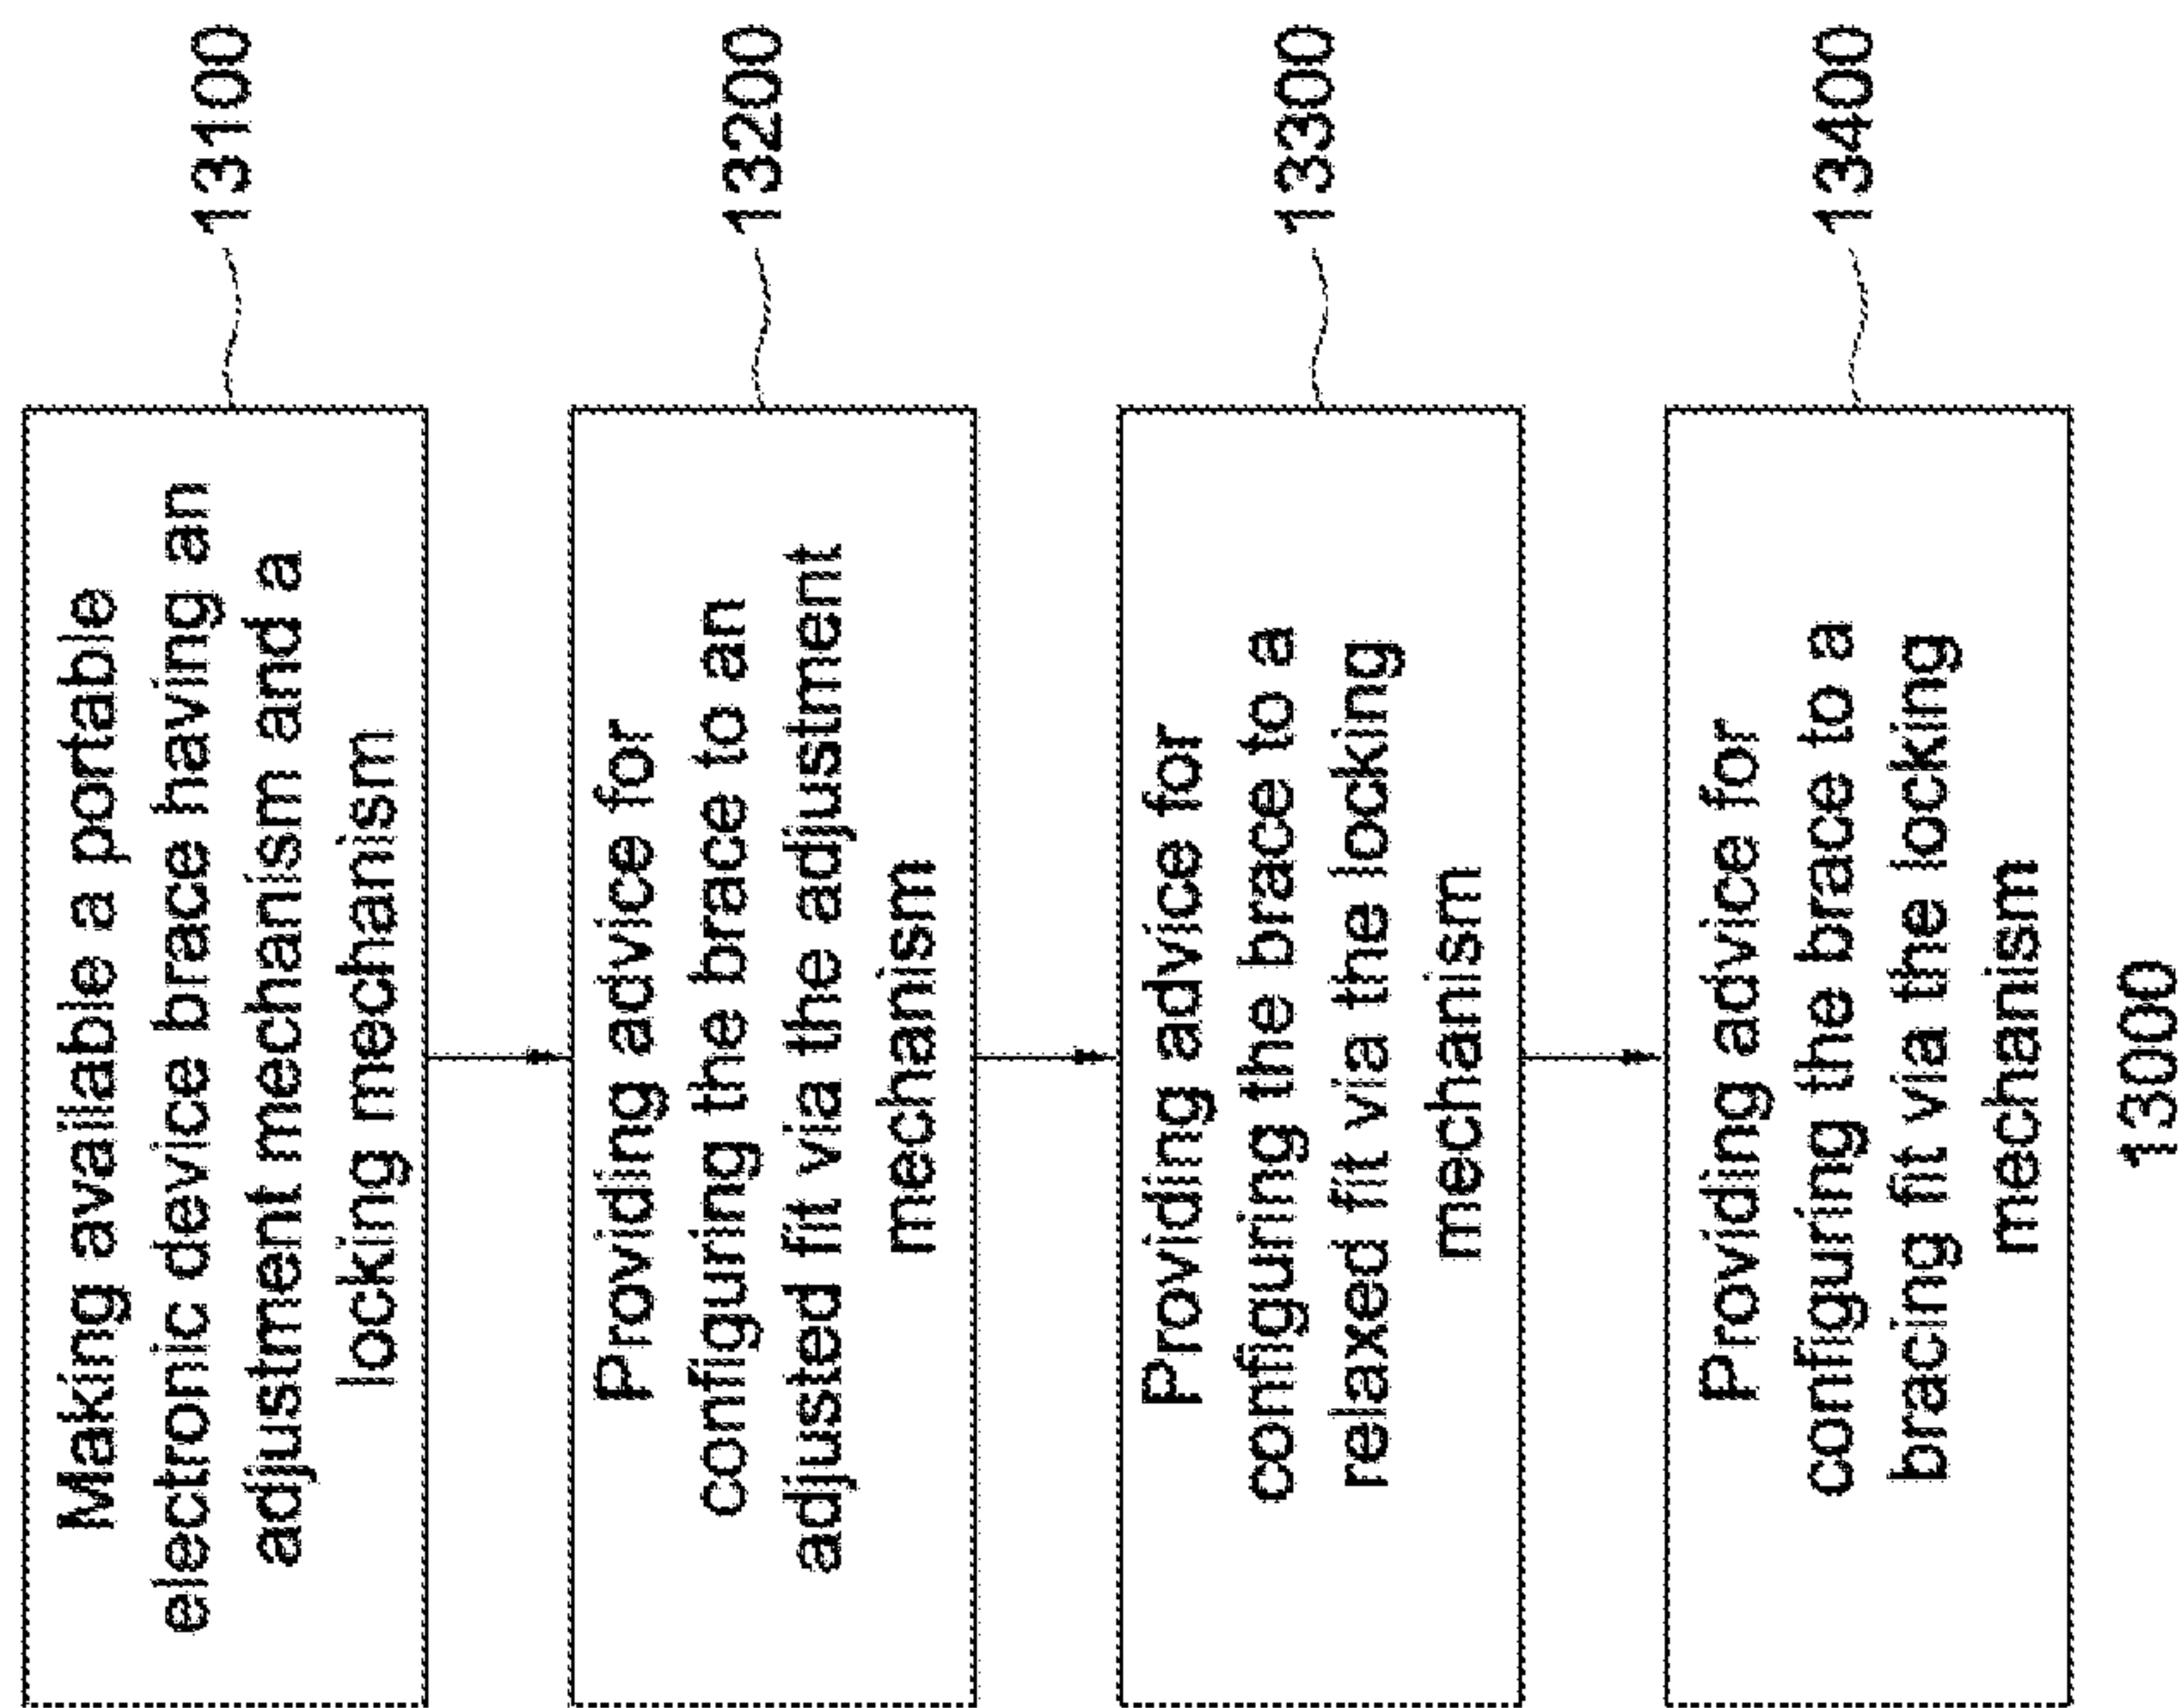 Making available a portable
electronic device brace having an
adjustment mechanism and a
locking mechanism
13100
Providing advice for
configuring the brace to an
adjusted fit via the adjustment
mechanism
13200
Providing advice for
configuring the brace to a
relaxed fit via the locking
mechanism
13300
Providing advice for
configuring the brace to a
bracing fit via the locking
mechanism
13400
13000